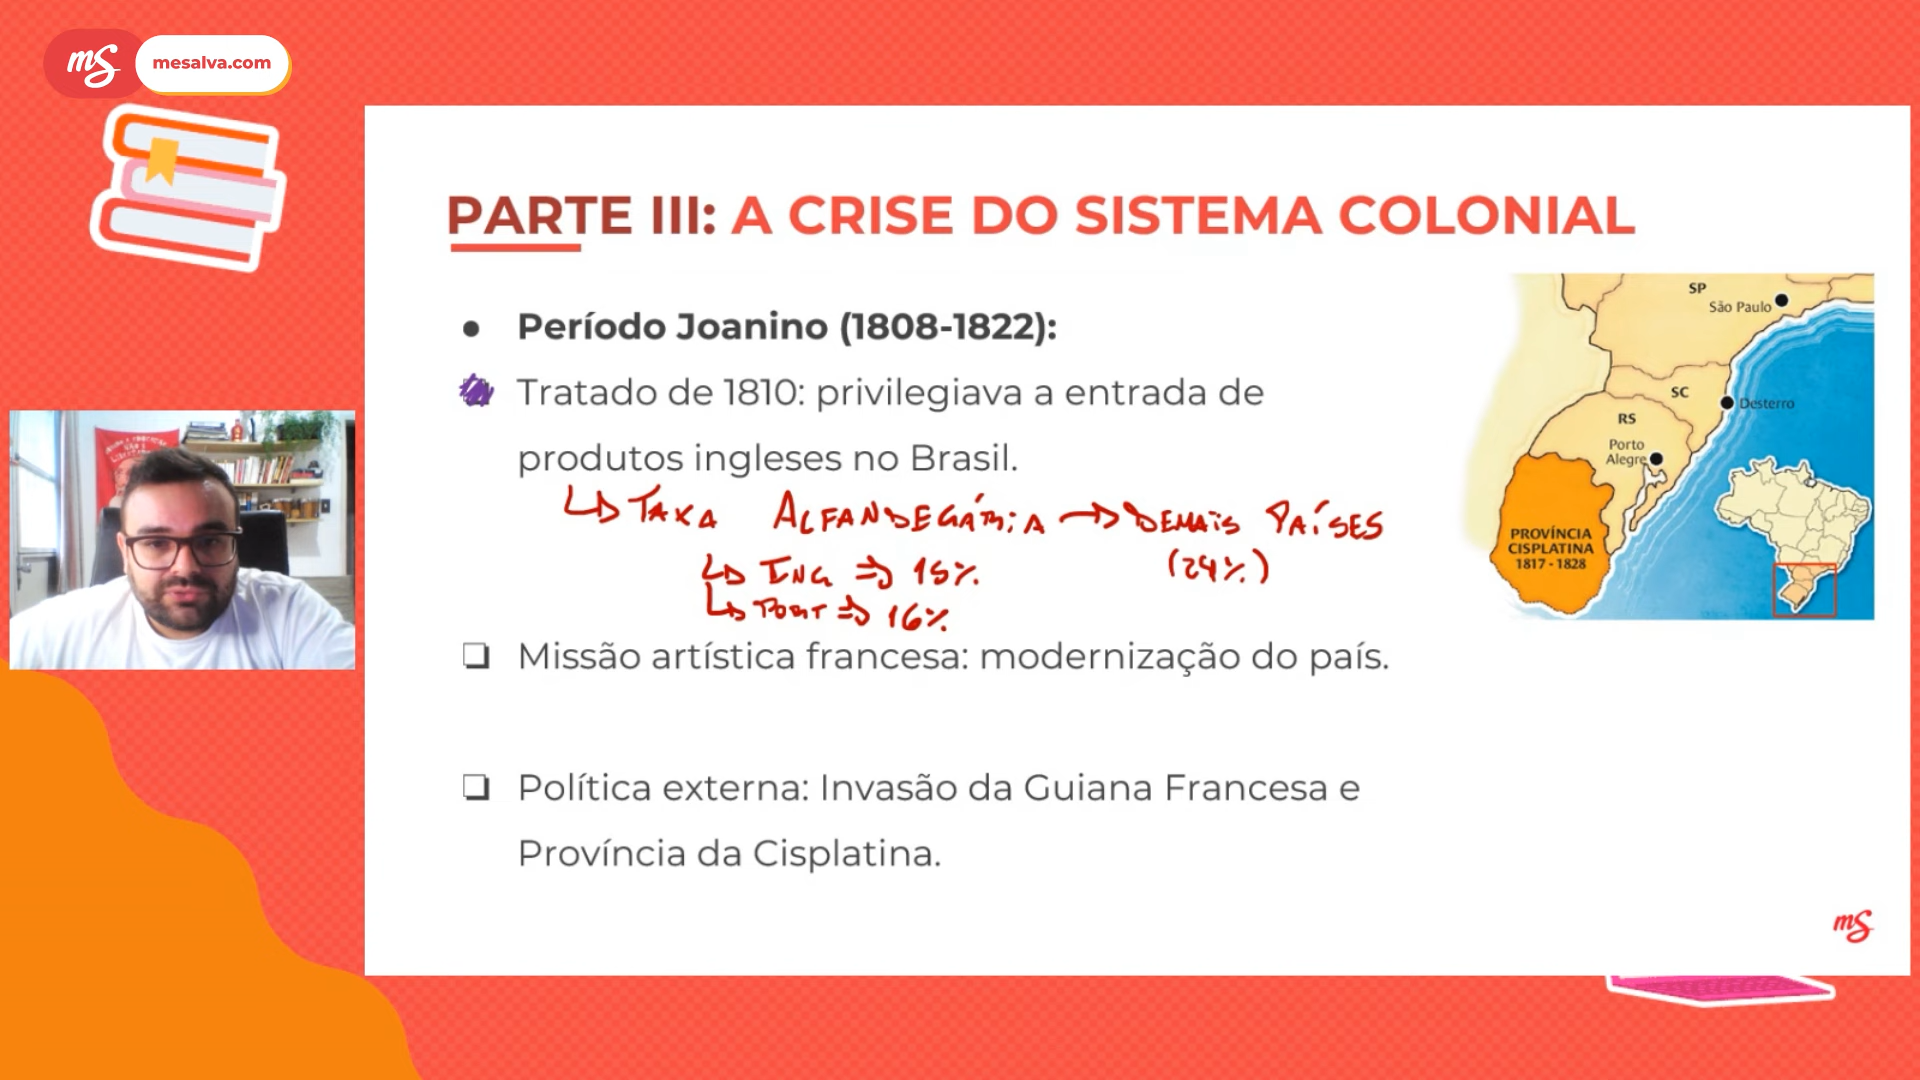 mS mesalva.com
PARTE III: A CRISE DO SISTEMA COLONIAL
● Período Joanino (1808-1822):
Tratado de 1810: privilegiava a entrada de
produtos ingleses no Brasil.
↳ TAXA ALFANDEGÁRIA → DEMAIS PAÍSES
↳ ING ⇒ 15% (24%)
↳ PORT ⇒ 16%
❑ Missão artística francesa: modernização do país.
❑ Política externa: Invasão da Guiana Francesa e
Província da Cisplatina.
SP
São Paulo
SC
Desterro
RS
Porto
Alegre
PROVÍNCIA
CISPLATINA
1817 - 1828
mS